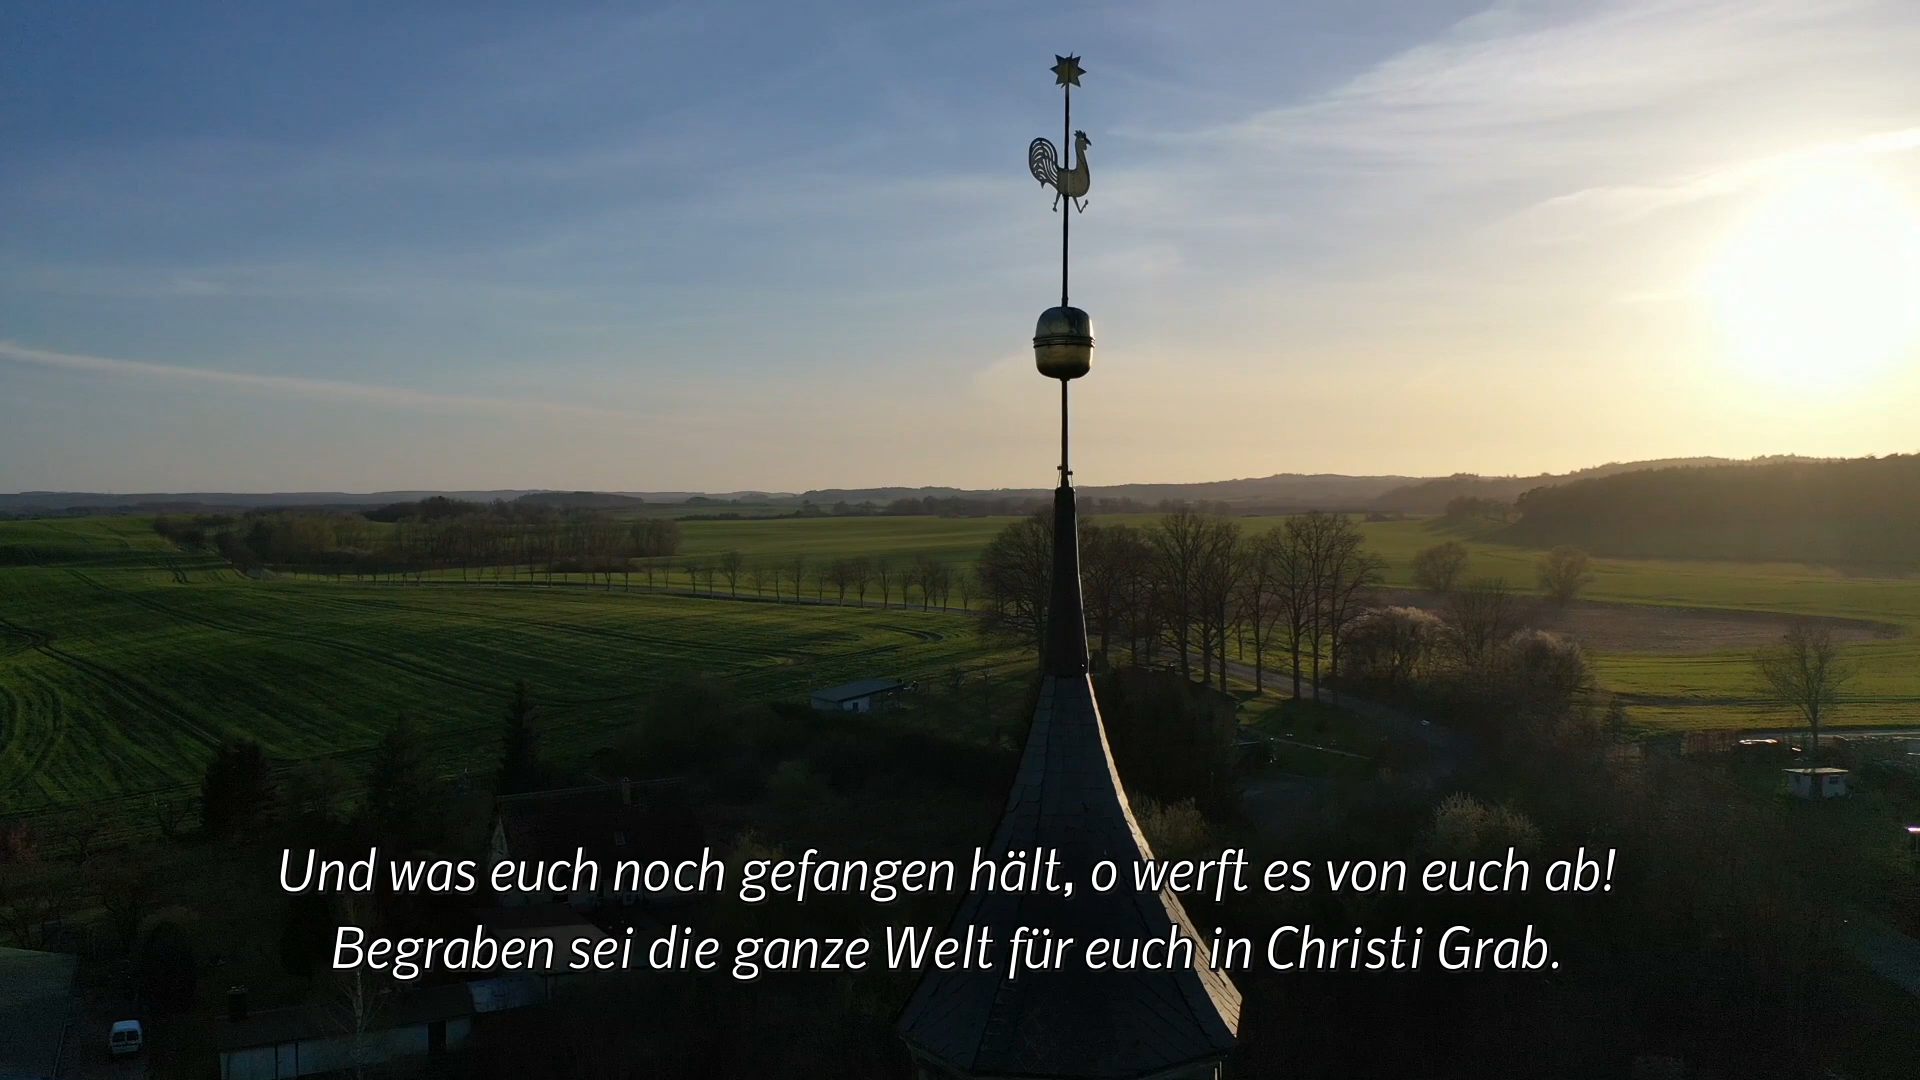 Und was euch noch gefangen hält, o werft es von euch ab!
Begraben sei die ganze Welt für euch in Christi Grab.